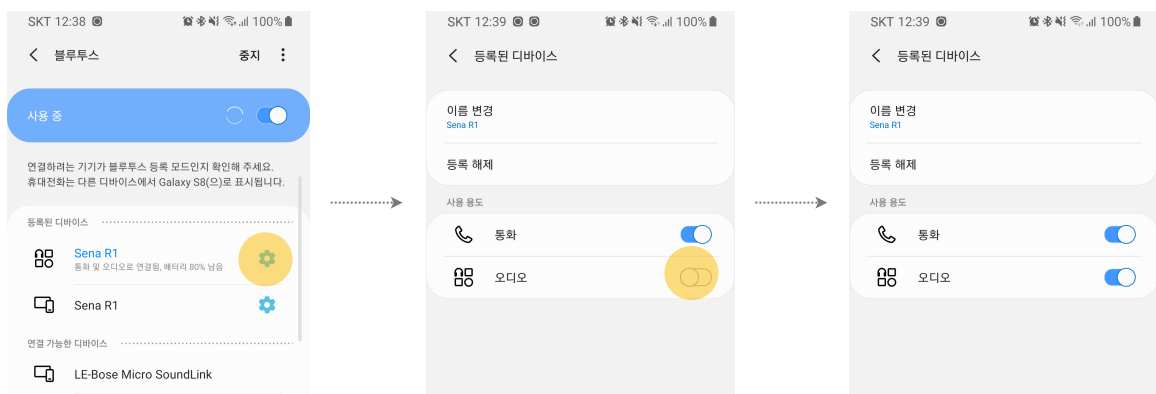 SKT 12:38
100%
블루투스
중지
사용 중
연결하려는 기기가 블루투스 등록 모드인지 확인해 주세요.
휴대전화는 다른 디바이스에서 Galaxy S8(으)로 표시됩니다.
등록된 디바이스
Sena R1
통화 및 오디오로 연결됨, 배터리 80% 남음
Sena R1
연결 가능한 디바이스
LE-Bose Micro SoundLink
SKT 12:39
100%
등록된 디바이스
이름 변경
Sena R1
등록 해제
사용 용도
통화
오디오
SKT 12:39
100%
등록된 디바이스
이름 변경
Sena R1
등록 해제
사용 용도
통화
오디오